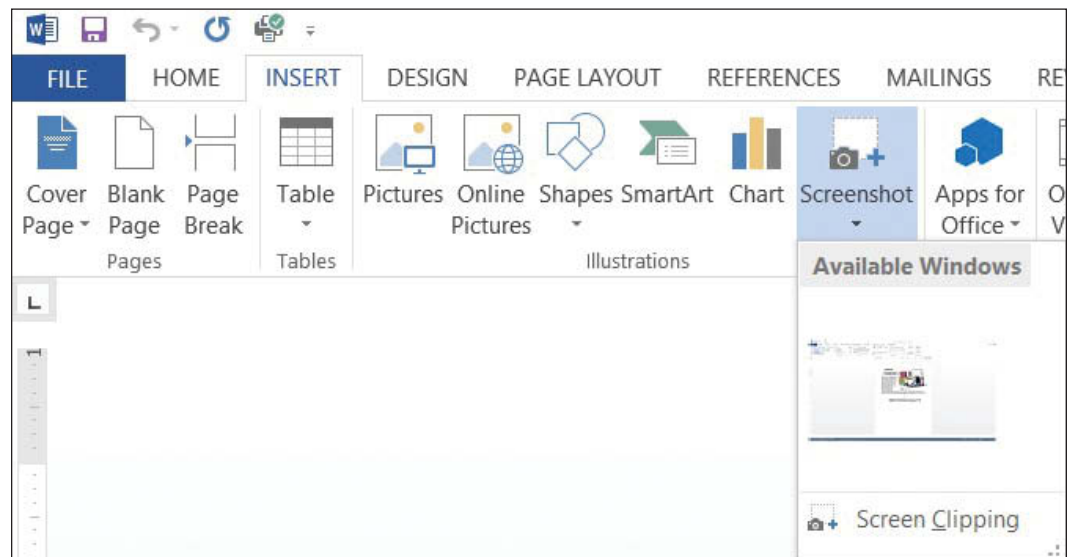 FILE HOME INSERT DESIGN PAGE LAYOUT REFERENCES MAILINGS RE
Cover Page
Blank Page
Page Break
Table
Pictures
Online Pictures
Shapes
SmartArt
Chart
Screenshot
Apps for Office
Pages
Tables
Illustrations
Available Windows
Screen Clipping